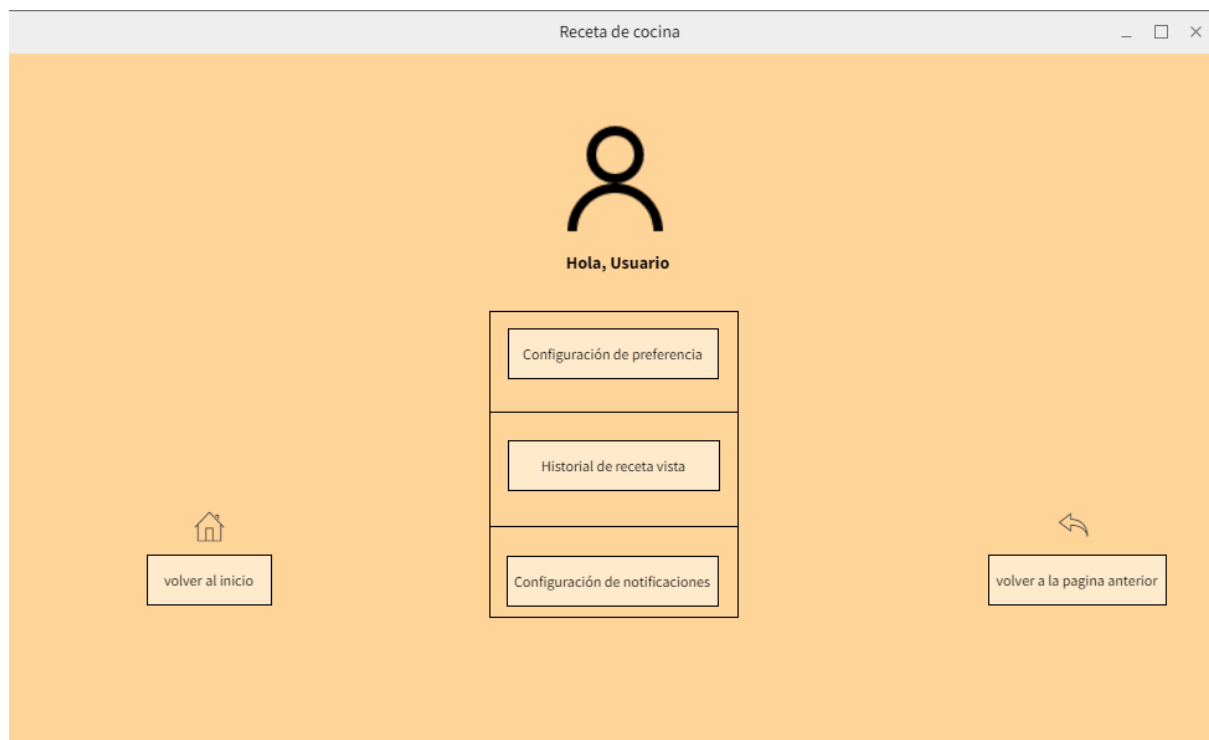 Receta de cocina
Hola, Usuario
Configuración de preferencia
Historial de receta vista
Configuración de notificaciones
volver al inicio
volver a la pagina anterior